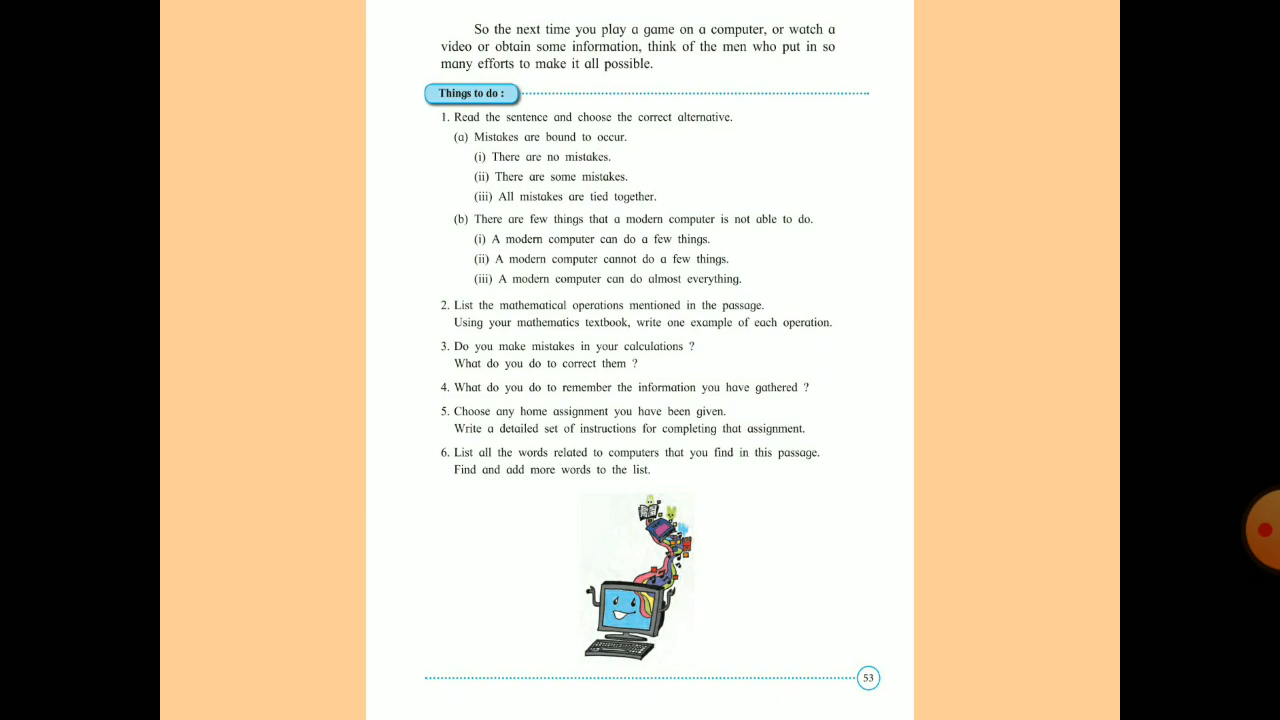 So the next time you play a game on a computer, or watch a
video or obtain some information, think of the men who put in so
many efforts to make it all possible.
Things to do :
1. Read the sentence and choose the correct alternative.
(a) Mistakes are bound to occur.
(i) There are no mistakes.
(ii) There are some mistakes.
(iii) All mistakes are tied together.
(b) There are few things that a modern computer is not able to do.
(i) A modern computer can do a few things.
(ii) A modern computer cannot do a few things.
(iii) A modern computer can do almost everything.
2. List the mathematical operations mentioned in the passage.
Using your mathematics textbook, write one example of each operation.
3. Do you make mistakes in your calculations ?
What do you do to correct them ?
4. What do you do to remember the information you have gathered ?
5. Choose any home assignment you have been given.
Write a detailed set of instructions for completing that assignment.
6. List all the words related to computers that you find in this passage.
Find and add more words to the list.
53